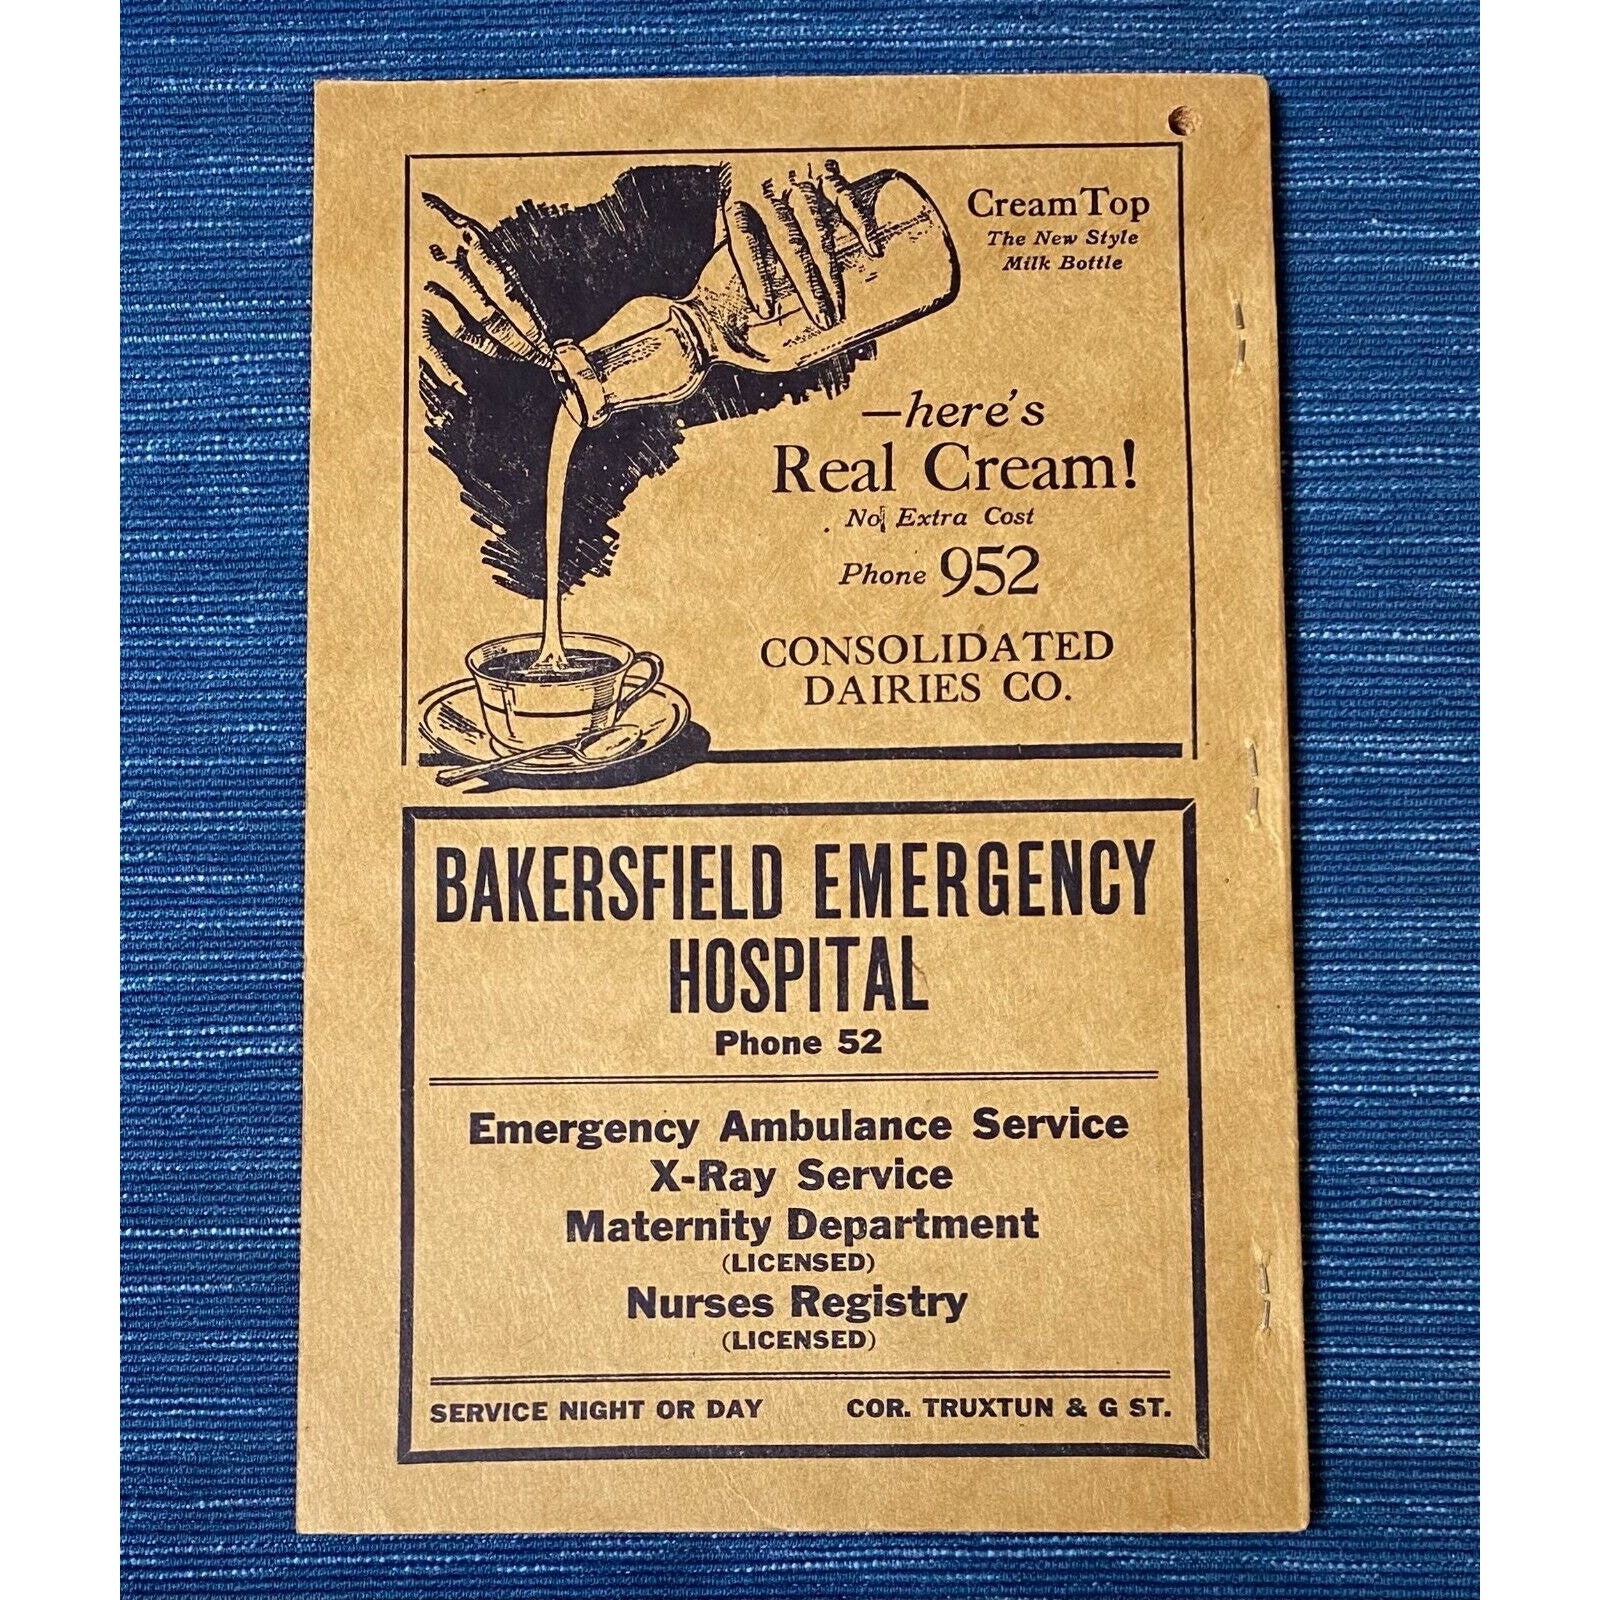 Cream Top
The New Style
Milk Bottle
—here's
Real Cream!
No Extra Cost
Phone 952
CONSOLIDATED
DAIRIES CO.
BAKERSFIELD EMERGENCY
HOSPITAL
Phone 52
Emergency Ambulance Service
X-Ray Service
Maternity Department
(LICENSED)
Nurses Registry
(LICENSED)
SERVICE NIGHT OR DAY COR. TRUXTUN & G ST.